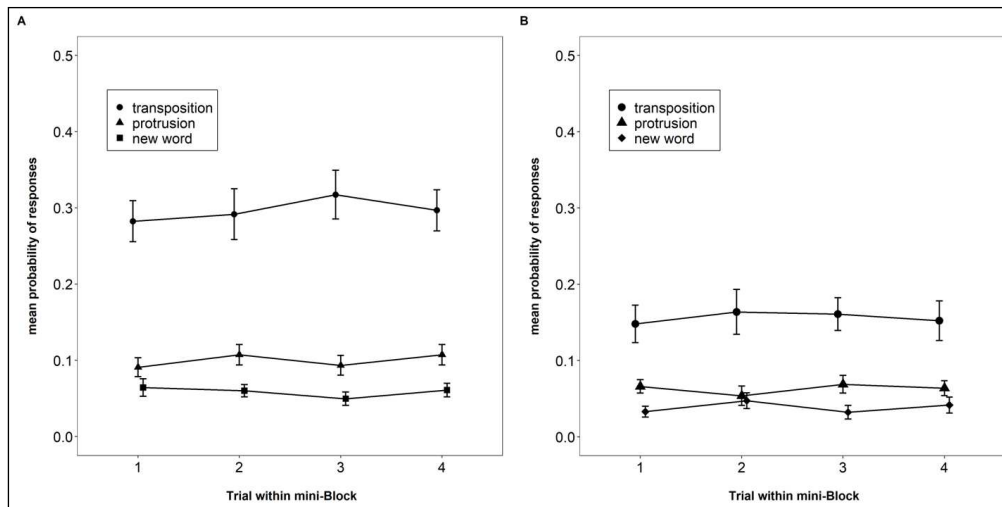 A
mean probability of responses
0.5
0.4
0.3
0.2
0.1
0.0
transposition
protrusion
new word
1 2 3 4
Trial within mini-Block
B
mean probability of responses
0.5
0.4
0.3
0.2
0.1
0.0
transposition
protrusion
new word
1 2 3 4
Trial within mini-Block